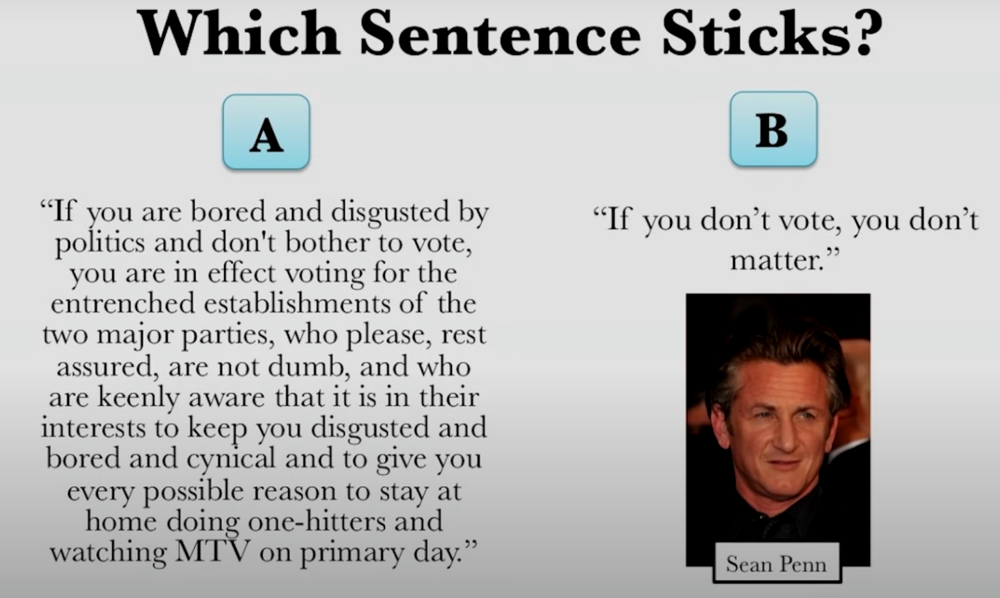 Which Sentence Sticks?
A
“If you are bored and disgusted by
politics and don't bother to vote,
you are in effect voting for the
entrenched establishments of the
two major parties, who please, rest
assured, are not dumb, and who
are keenly aware that it is in their
interests to keep you disgusted and
bored and cynical and to give you
every possible reason to stay at
home doing one-hitters and
watching MTV on primary day.”
B
“If you don’t vote, you don’t
matter.”
Sean Penn